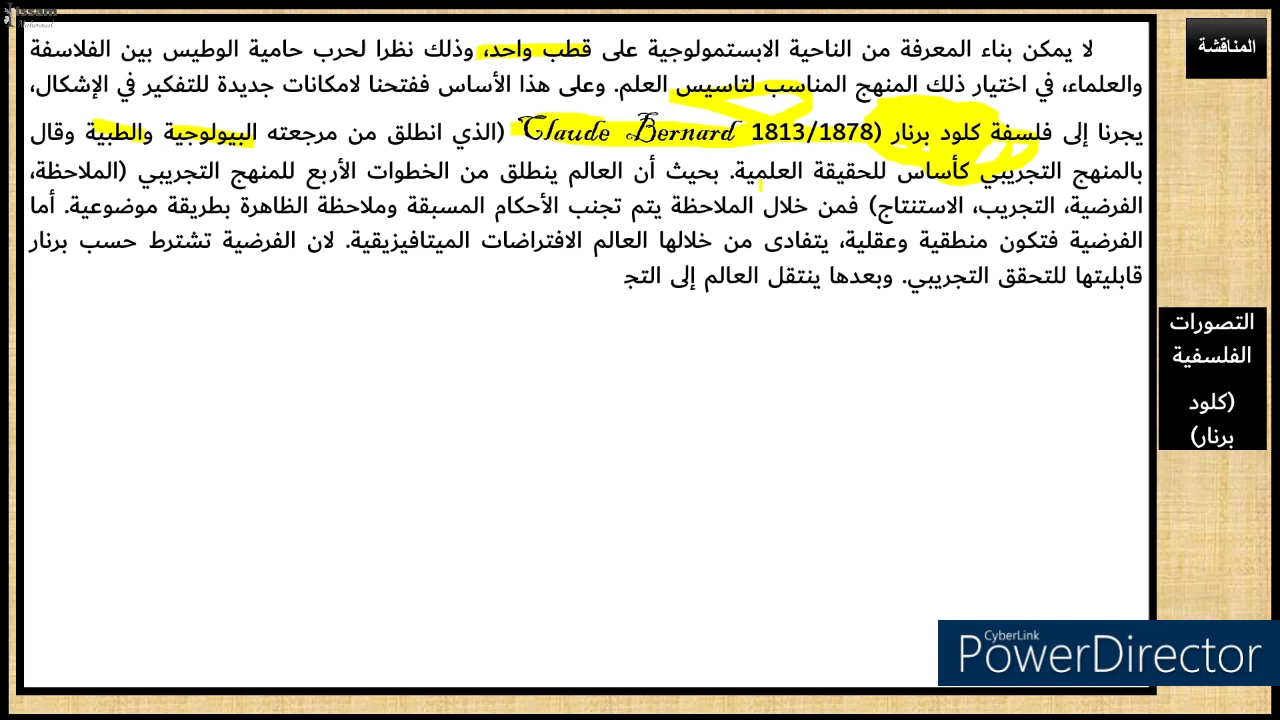 Lissam
المناقشة
لا يمكن بناء المعرفة من الناحية الابستمولوجية على قطب واحد، وذلك نظرا لحرب حامية الوطيس بين الفلاسفة
والعلماء، في اختيار ذلك المنهج المناسب لتاسيس العلم. وعلى هذا الأساس ففتحنا لامكانات جديدة للتفكير في الإشكال،
يجرنا إلى فلسفة كلود برنار (Claude Bernard 1813/1878 (الذي انطلق من مرجعته البيولوجية والطبية وقال
بالمنهج التجريبي كأساس للحقيقة العلمية. بحيث أن العالم ينطلق من الخطوات الأربع للمنهج التجريبي (الملاحظة،
الفرضية، التجريب، الاستنتاج) فمن خلال الملاحظة يتم تجنب الأحكام المسبقة وملاحظة الظاهرة بطريقة موضوعية. أما
الفرضية فتكون منطقية وعقلية، يتفادى من خلالها العالم الافتراضات الميتافيزيقية. لان الفرضية تشترط حسب برنار
قابليتها للتحقق التجريبي. وبعدها ينتقل العالم إلى التج
التصورات
الفلسفية
(كلود
برنار)
CyberLink
PowerDirector